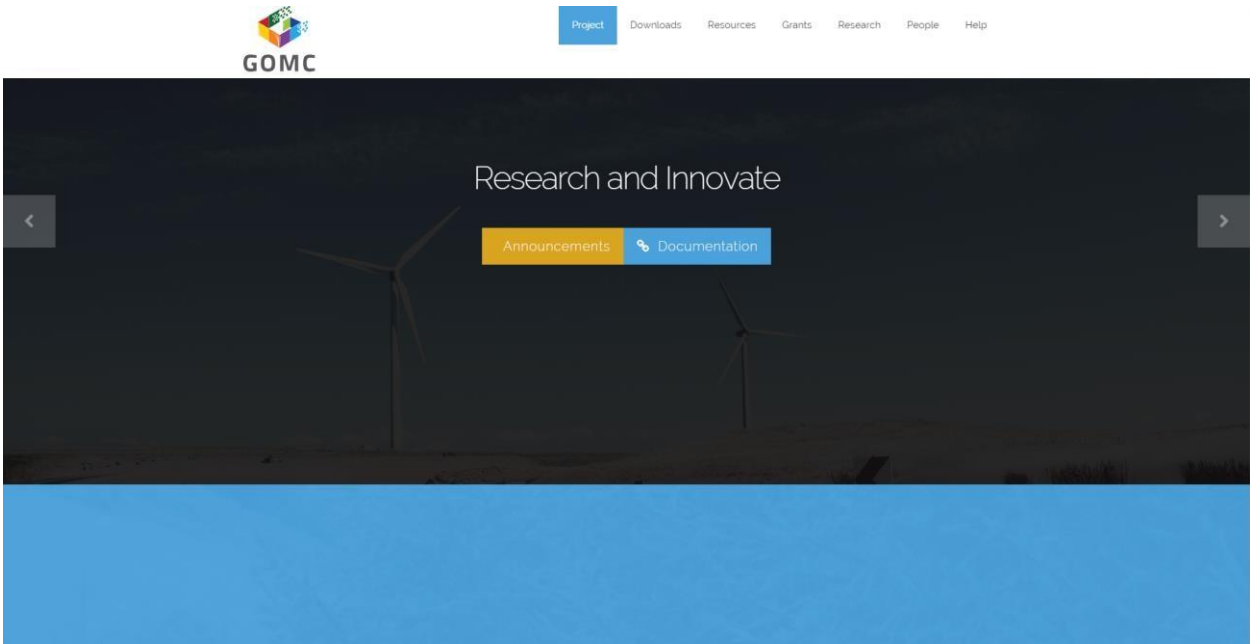 GOMC
Project Downloads Resources Grants Research People Help
Research and Innovate
Announcements Documentation